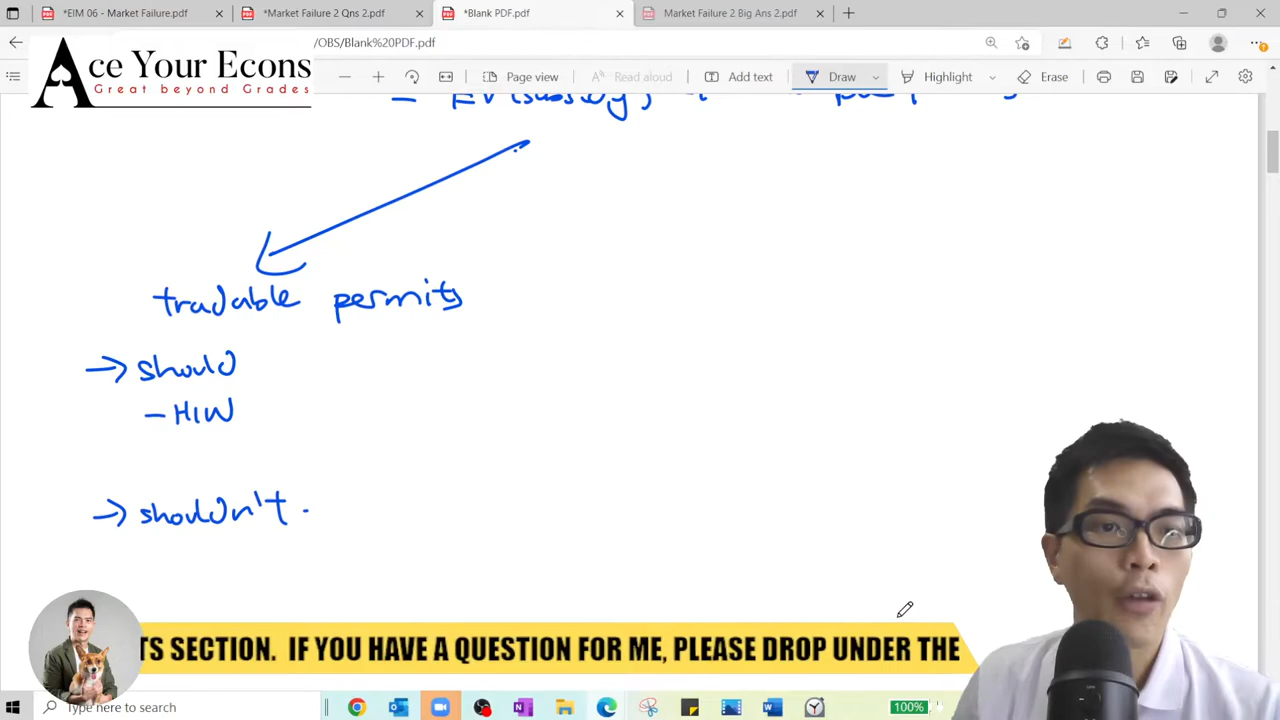 *EIM 06 - Market Failure.pdf
*Market Failure 2 Qns 2.pdf
*Blank PDF.pdf
Market Failure 2 Big Ans 2.pdf
/OBS/Blank%20PDF.pdf
Ace Your Econs
Great beyond Grades
Page view
Read aloud
Add text
Draw
Highlight
Erase
tradable permits
→ should
- HIW
→ shouldn't
TS SECTION. IF YOU HAVE A QUESTION FOR ME, PLEASE DROP UNDER THE
Type here to search
100%